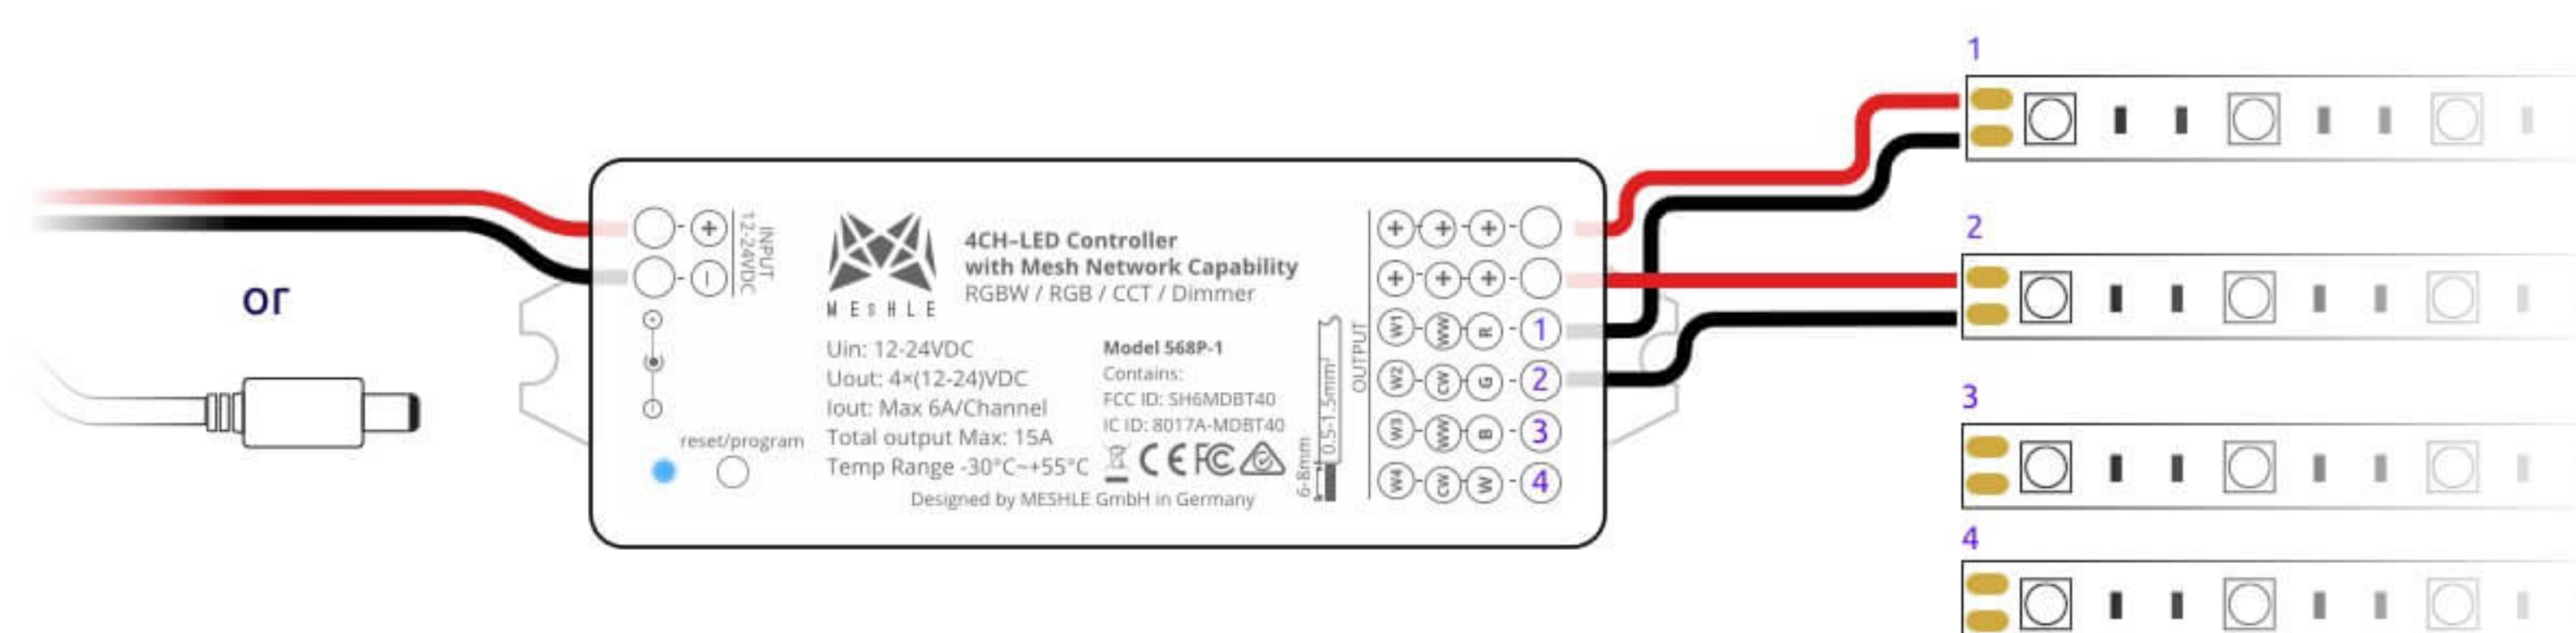 or
+
−
INPUT
12-24VDC
+
−
reset/program
MESHLE
4CH-LED Controller
with Mesh Network Capability
RGBW / RGB / CCT / Dimmer
Uin: 12-24VDC
Uout: 4×(12-24)VDC
Iout: Max 6A/Channel
Total output Max: 15A
Temp Range -30°C~+55°C
Model 568P-1
Contains:
FCC ID: SH6MDBT40
IC ID: 8017A-MDBT40
CE FC
Designed by MESHLE GmbH in Germany
6-8mm
0.5-1.5mm²
OUTPUT
+ + +
+ + +
W1 WW R 1
W2 CW G 2
W3 WW B 3
W4 CW W 4
1
2
3
4